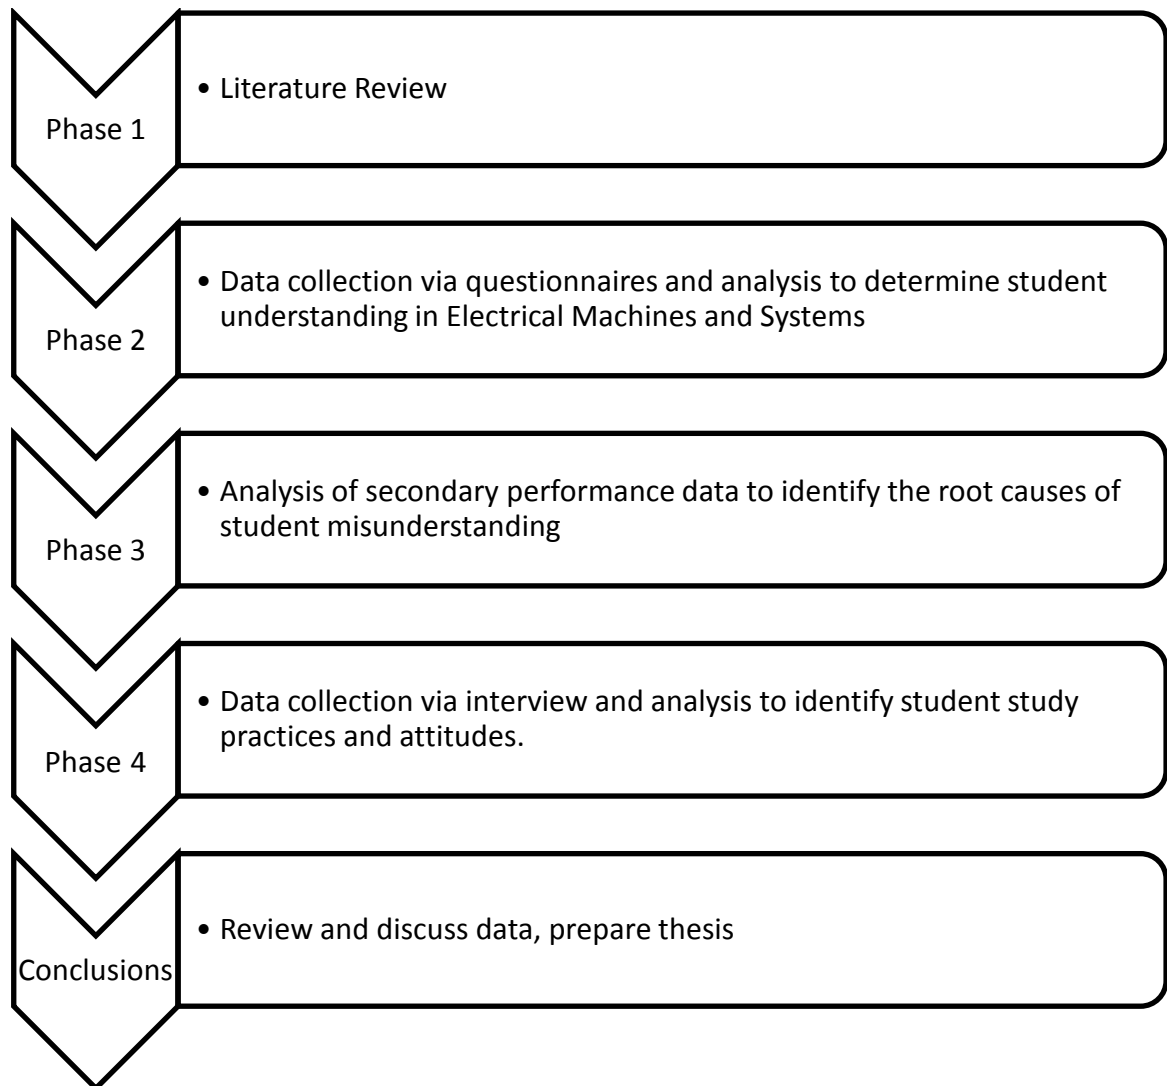 Phase 1
• Literature Review
Phase 2
• Data collection via questionnaires and analysis to determine student
understanding in Electrical Machines and Systems
Phase 3
• Analysis of secondary performance data to identify the root causes of
student misunderstanding
Phase 4
• Data collection via interview and analysis to identify student study
practices and attitudes.
Conclusions
• Review and discuss data, prepare thesis